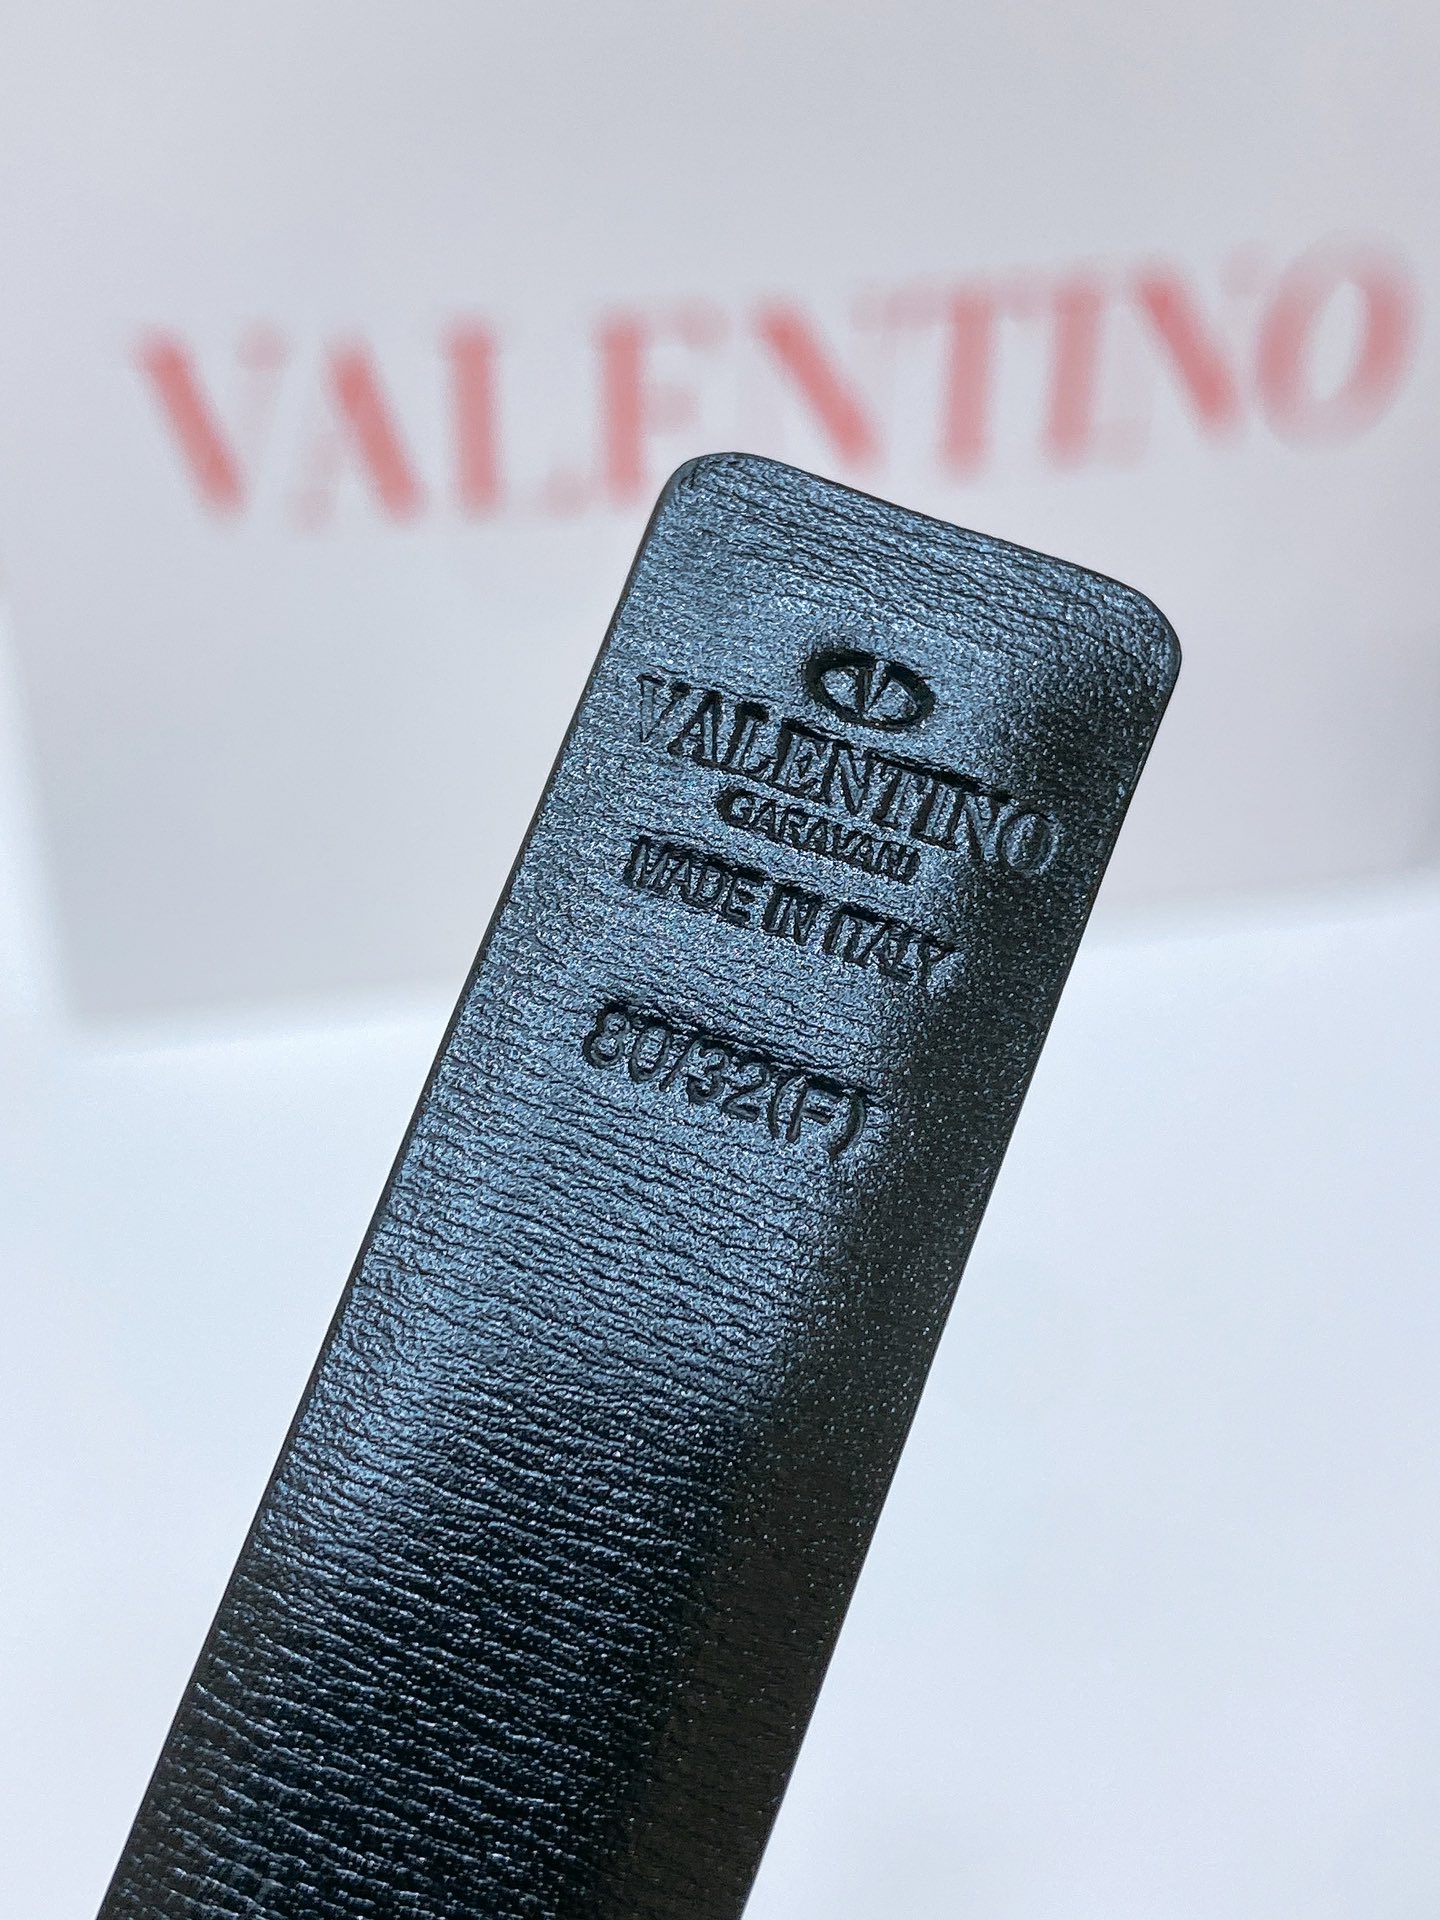 VALENTINO
V
VALENTINO
GARAVANI
MADE IN ITALY
80/32(F)